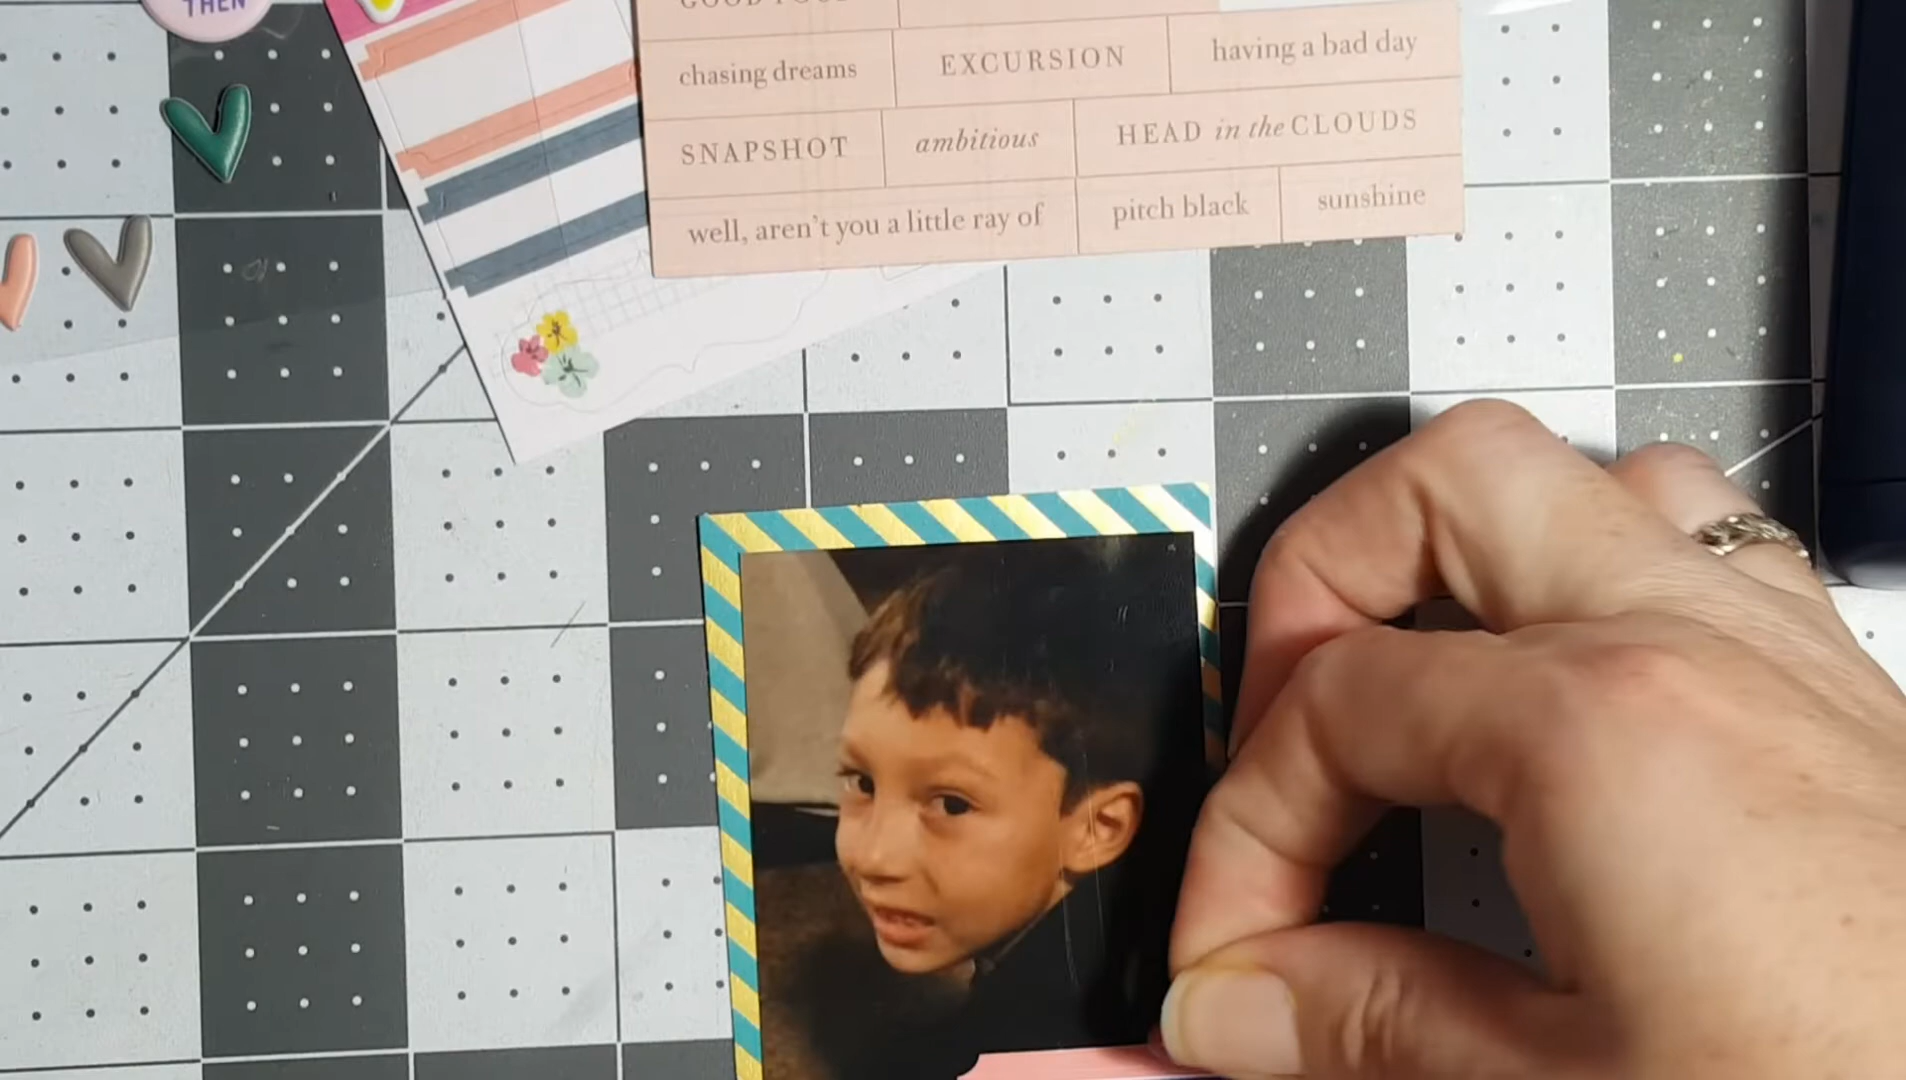 THEN
chasing dreams EXCURSION having a bad day
SNAPSHOT ambitious HEAD in the CLOUDS
well, aren't you a little ray of pitch black sunshine